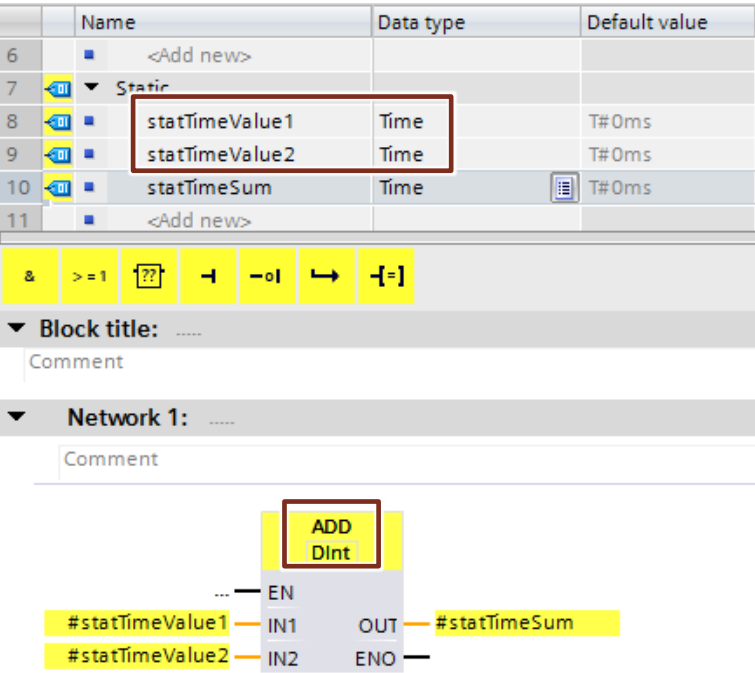 Name Data type Default value
6 <Add new>
7 Static
8 statTimeValue1 Time T#0ms
9 statTimeValue2 Time T#0ms
10 statTimeSum Time T#0ms
11 <Add new>
& >=1 ?? =
Block title: .....
Comment
Network 1: .....
Comment
ADD
DInt
... EN
#statTimeValue1 IN1 OUT #statTimeSum
#statTimeValue2 IN2 ENO